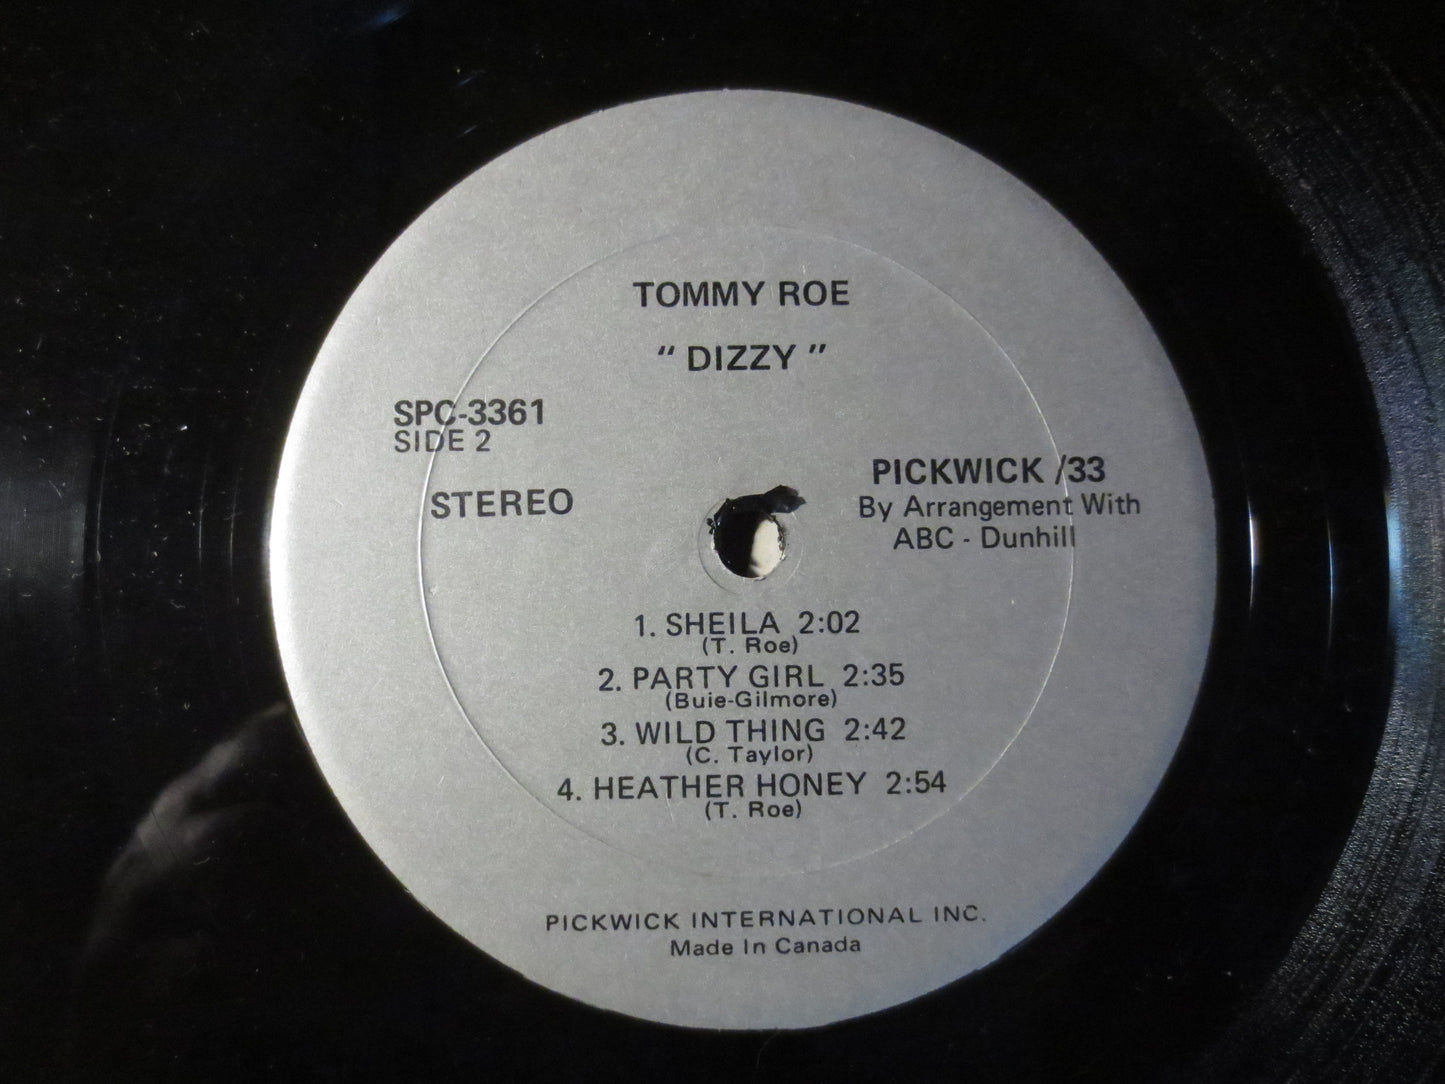 TOMMY ROE
" DIZZY "
SPC-3361
SIDE 2
STEREO
PICKWICK /33
By Arrangement With
ABC - Dunhill
1. SHEILA 2:02
(T. Roe)
2. PARTY GIRL 2:35
(Buie-Gilmore)
3. WILD THING 2:42
(C. Taylor)
4. HEATHER HONEY 2:54
(T. Roe)
PICKWICK INTERNATIONAL INC.
Made In Canada